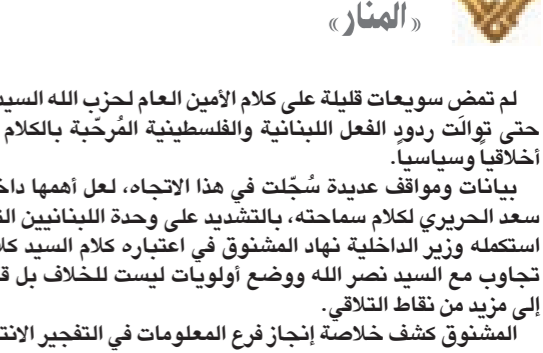 «المنار»
لم تمض سويعات قليلة على كلام الأمين العام لحزب الله السيد
حتى توالَت ردود الفعل اللبنانية والفلسطينية المُرحّبة بالكلام
أخلاقياً وسياسياً.
بيانات ومواقف عديدة سُجّلت في هذا الاتجاه، لعل أهمها داخ
سعد الحريري لكلام سماحته، بالتشديد على وحدة اللبنانيين الت
استكمله وزير الداخلية نهاد المشنوق في اعتباره كلام السيد كلا
تجاوب مع السيد نصر الله ووضع أولويات ليست للخلاف بل ق
إلى مزيد من نقاط التلاقي.
المشنوق كشف خلاصة إنجاز فرع المعلومات في التفجير الانت